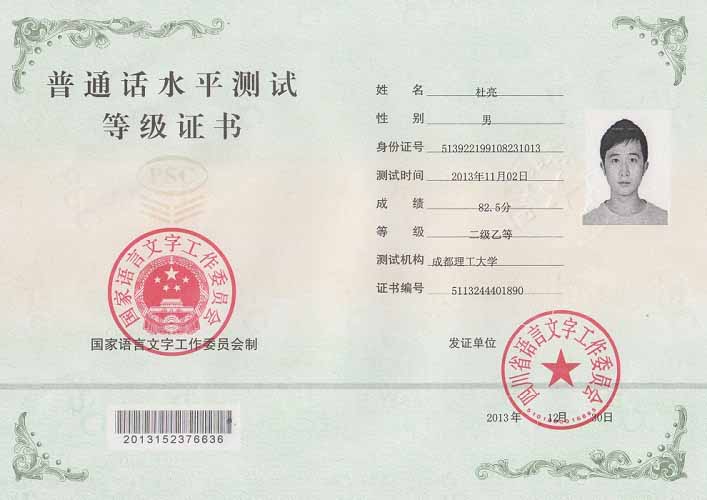 普通话水平测试
等级证书
PSC
国家语言文字工作委员会
国家语言文字工作委员会制
2013152376636
姓 名 杜亮
性 别 男
身份证号 513922199108231013
测试时间 2013年11月02日
成 绩 82.5分
等 级 二级乙等
测试机构 成都理工大学
证书编号 5113244401890
发证单位
四川省语言文字工作委员会
2013 年 12月 30日